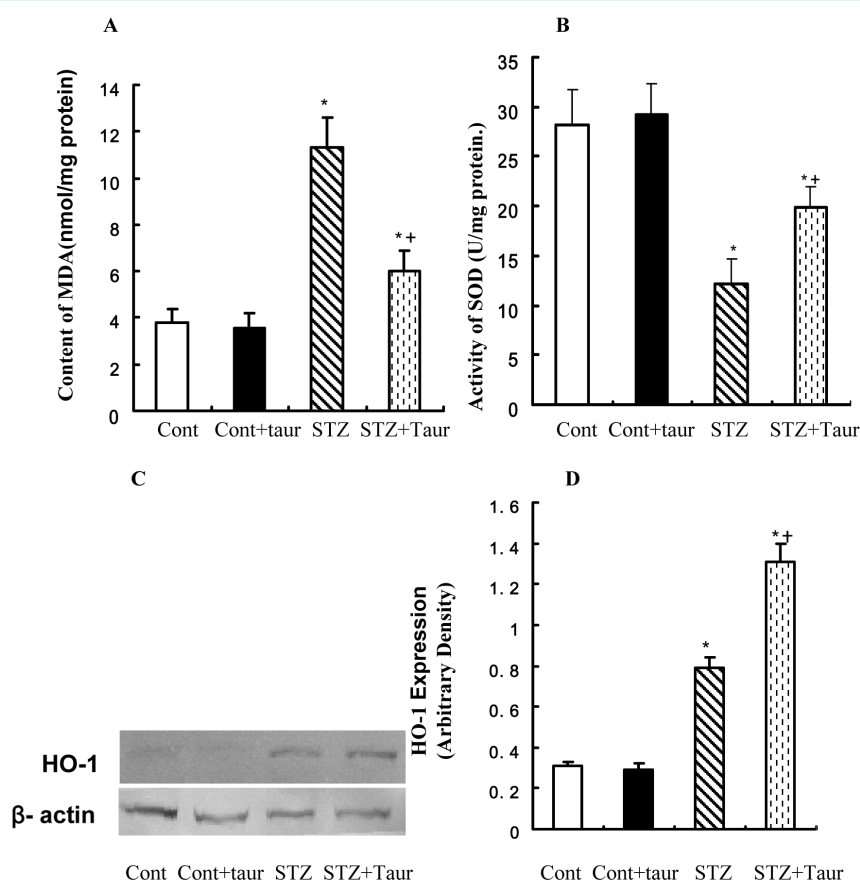 A
Content of MDA(nmol/mg protein)
14
12
10
8
6
4
2
0
*
*+
Cont Cont+taur STZ STZ+Taur
B
Activity of SOD (U/mg protein.)
35
30
25
20
15
10
5
0
*
*+
Cont Cont+taur STZ STZ+Taur
C
HO-1
β- actin
Cont Cont+taur STZ STZ+Taur
D
HO-1 Expression
(Arbitrary Density)
1.6
1.4
1.2
1
0.8
0.6
0.4
0.2
0
*
*+
Cont Cont+taur STZ STZ+Taur